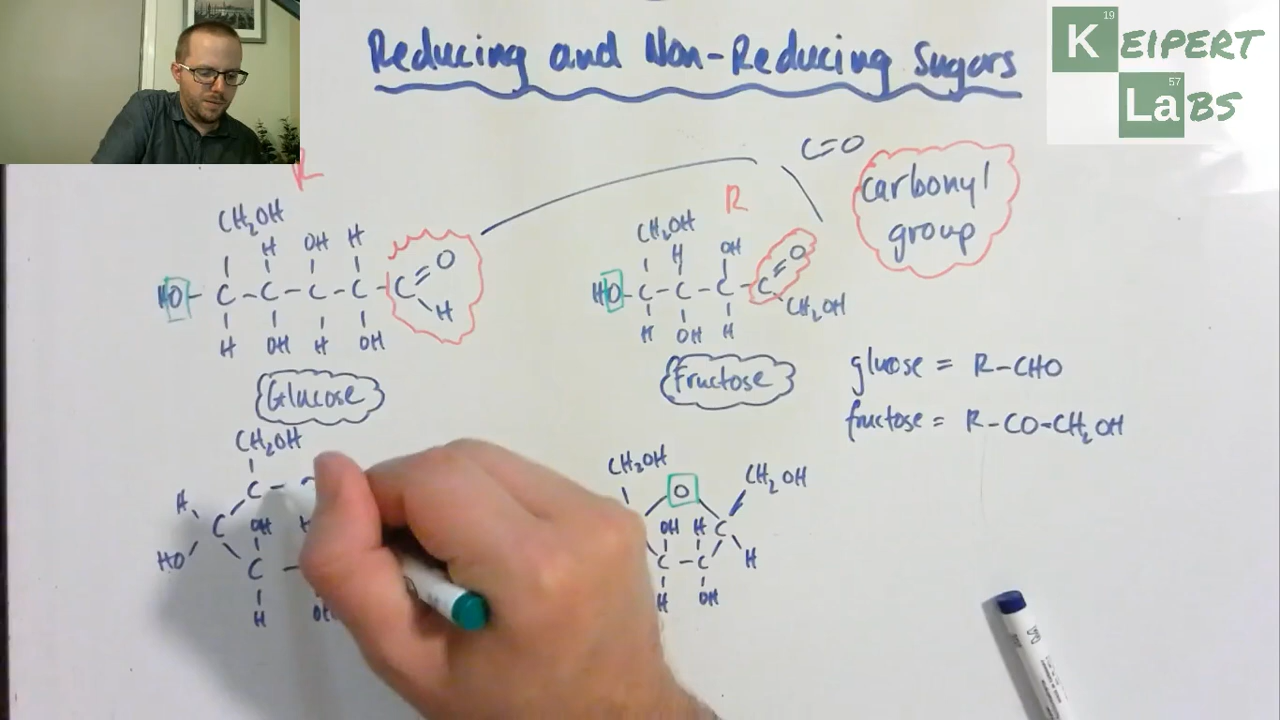 Reducing and Non-Reducing Sugars
19
KEIPERT
57
LaBS
C=O
carbonyl
group
R
CH₂OH
H OH H
HO-C-C-C-C-C=O
H
H OH H OH
Glucose
R
CH₂OH
H OH
HO-C-C-C-C=O
CH₂OH
H OH H
Fructose
glucose = R-CHO
fructose = R-CO-CH₂OH
CH₂OH
C
H
C OH
HO
C
H
CH₂OH
O
CH₂OH
OH H C
C-C
H
H OH